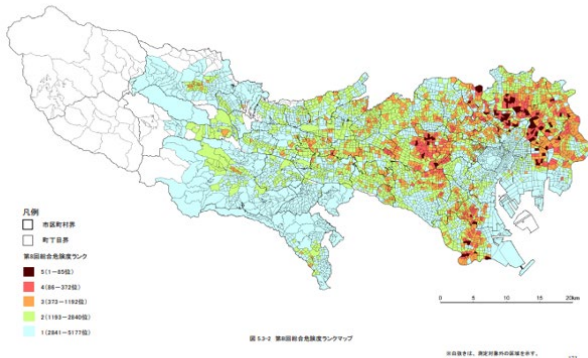 凡例
市区町村界
町丁目界
第8回総合危険度ランク
5(1-85位)
4(86-372位)
3(373-1192位)
2(1193-2840位)
1(2841-5177位)
0 5 10 20km
図 5.3-2 第8回総合危険度ランクマップ
※白抜きは、測定対象外の区域を示す。